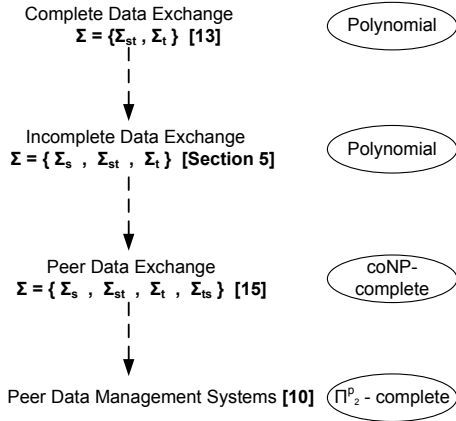 Complete Data Exchange
Σ = {Σst , Σt } [13]
Polynomial
Incomplete Data Exchange
Σ = { Σs , Σst , Σt } [Section 5]
Polynomial
Peer Data Exchange
Σ = { Σs , Σst , Σt , Σts } [15]
coNP-
complete
Peer Data Management Systems [10]
Πᵖ₂ - complete